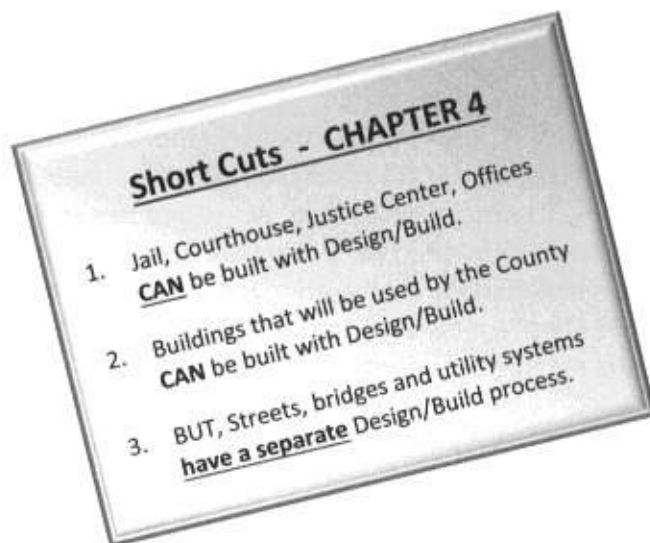 Short Cuts - CHAPTER 4
1. Jail, Courthouse, Justice Center, Offices
CAN be built with Design/Build.
2. Buildings that will be used by the County
CAN be built with Design/Build.
3. BUT, Streets, bridges and utility systems
have a separate Design/Build process.